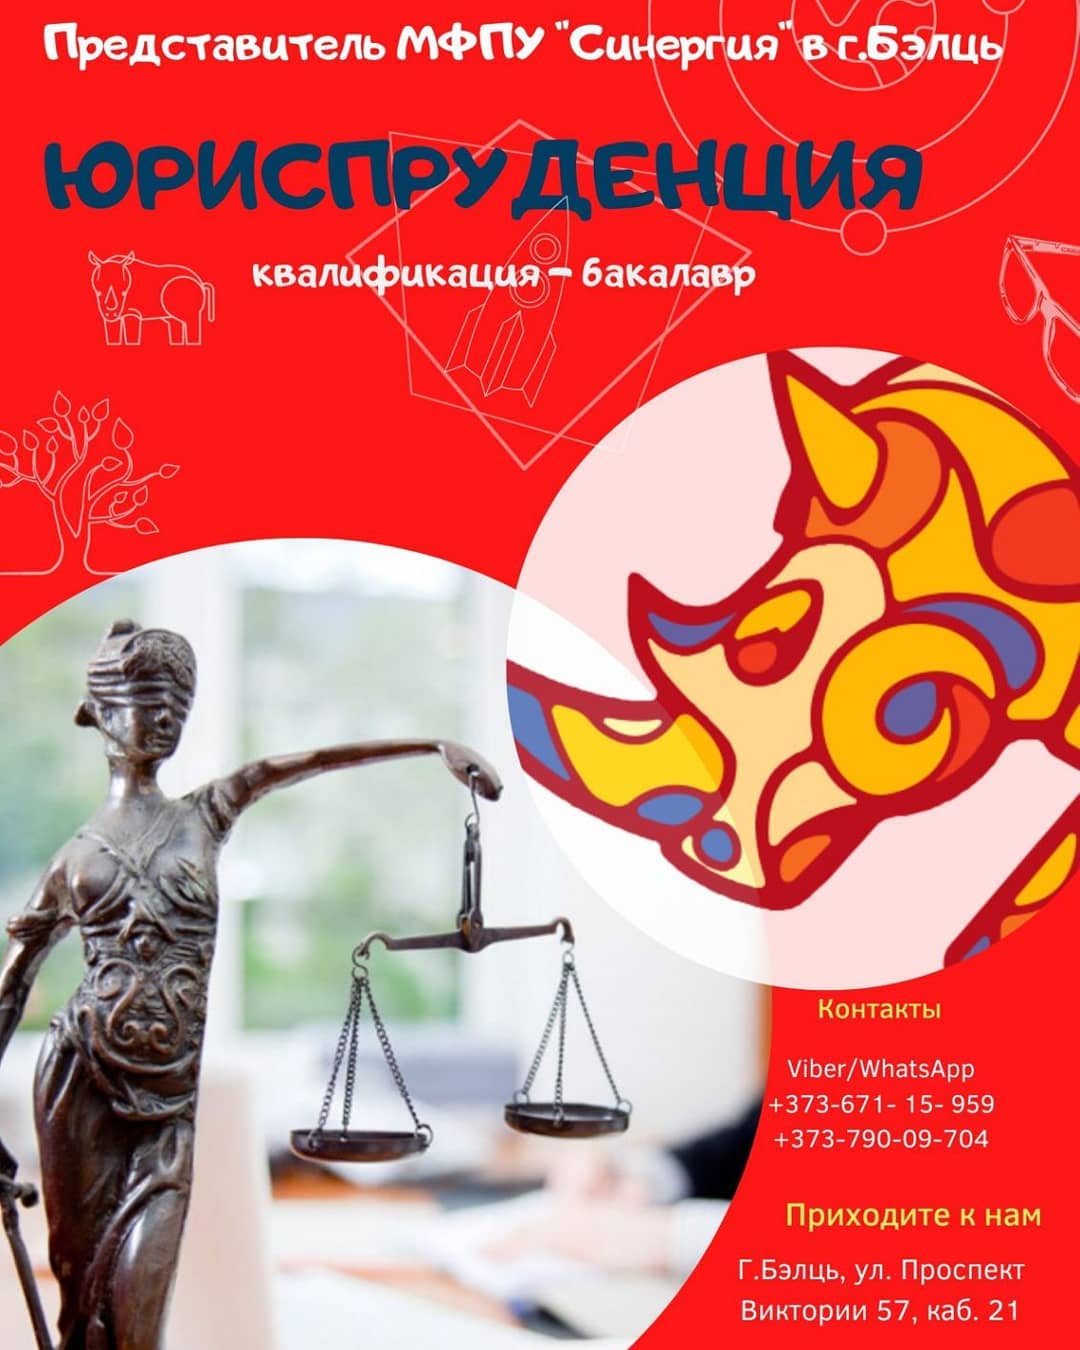 Представитель МФПУ "Синергия" в г.Бэлць
ЮРИСПРУДЕНЦИЯ
квалификация – бакалавр
Контакты
Viber/WhatsApp
+373-671- 15- 959
+373-790-09-704
Приходите к нам
Г.Бэлць, ул. Проспект
Виктории 57, каб. 21